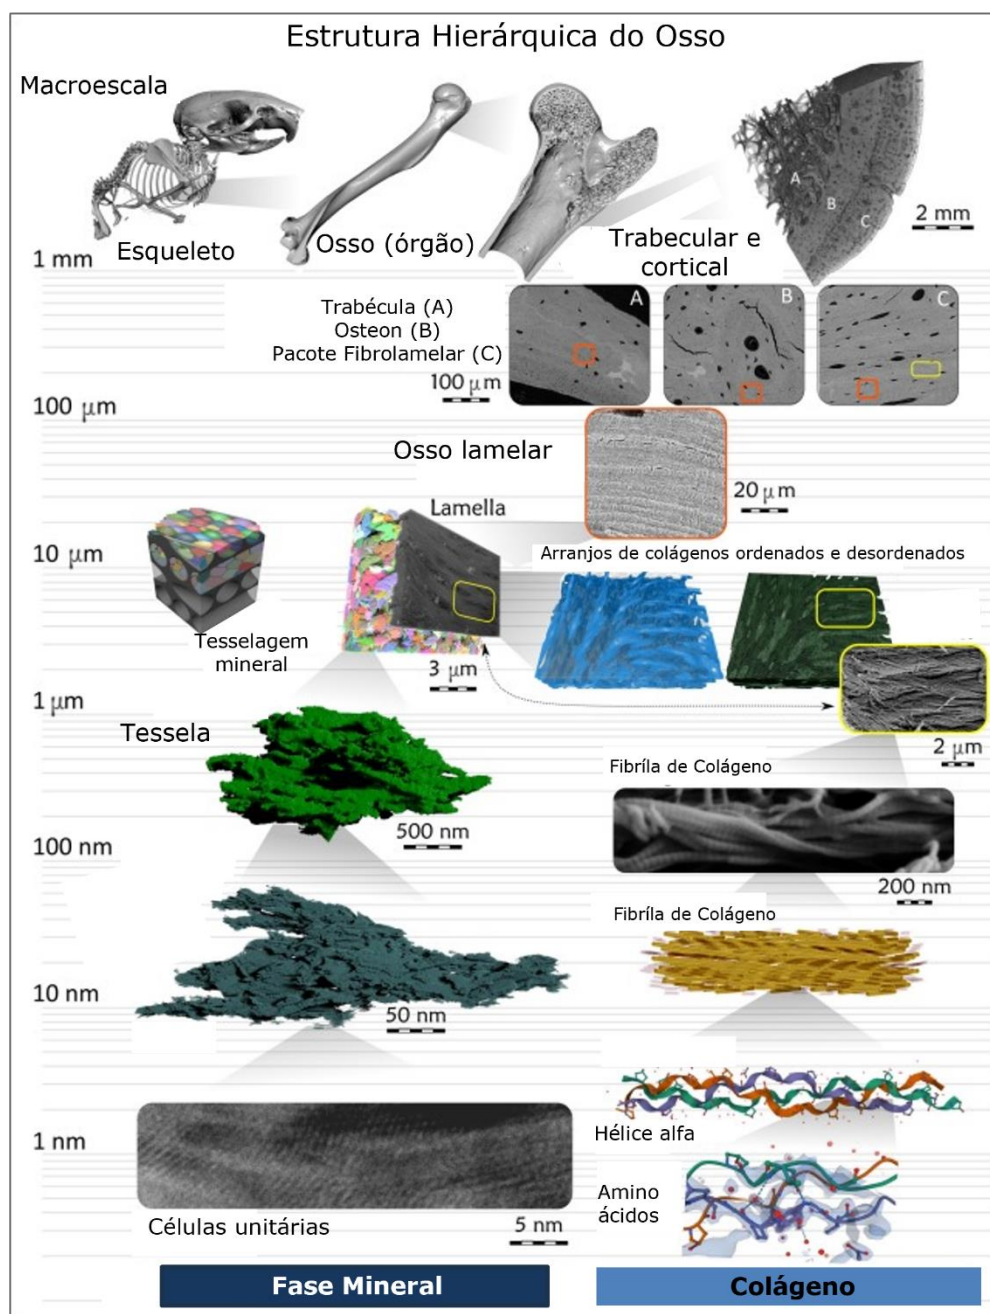 Estrutura Hierárquica do Osso
Macroescala
Esqueleto
Osso (órgão)
Trabecular e
cortical
A
B
C
2 mm
1 mm
Trabécula (A)
Osteon (B)
Pacote Fibrolamelar (C)
100 µm
A
B
C
100 µm
Osso lamelar
20 µm
Lamella
10 µm
Arranjos de colágenos ordenados e desordenados
Tesselagem
mineral
3 µm
1 µm
2 µm
Tessela
500 nm
Fibríla de Colágeno
200 nm
100 nm
Fibríla de Colágeno
10 nm
50 nm
Hélice alfa
1 nm
Amino
ácidos
Células unitárias
5 nm
Fase Mineral
Colágeno